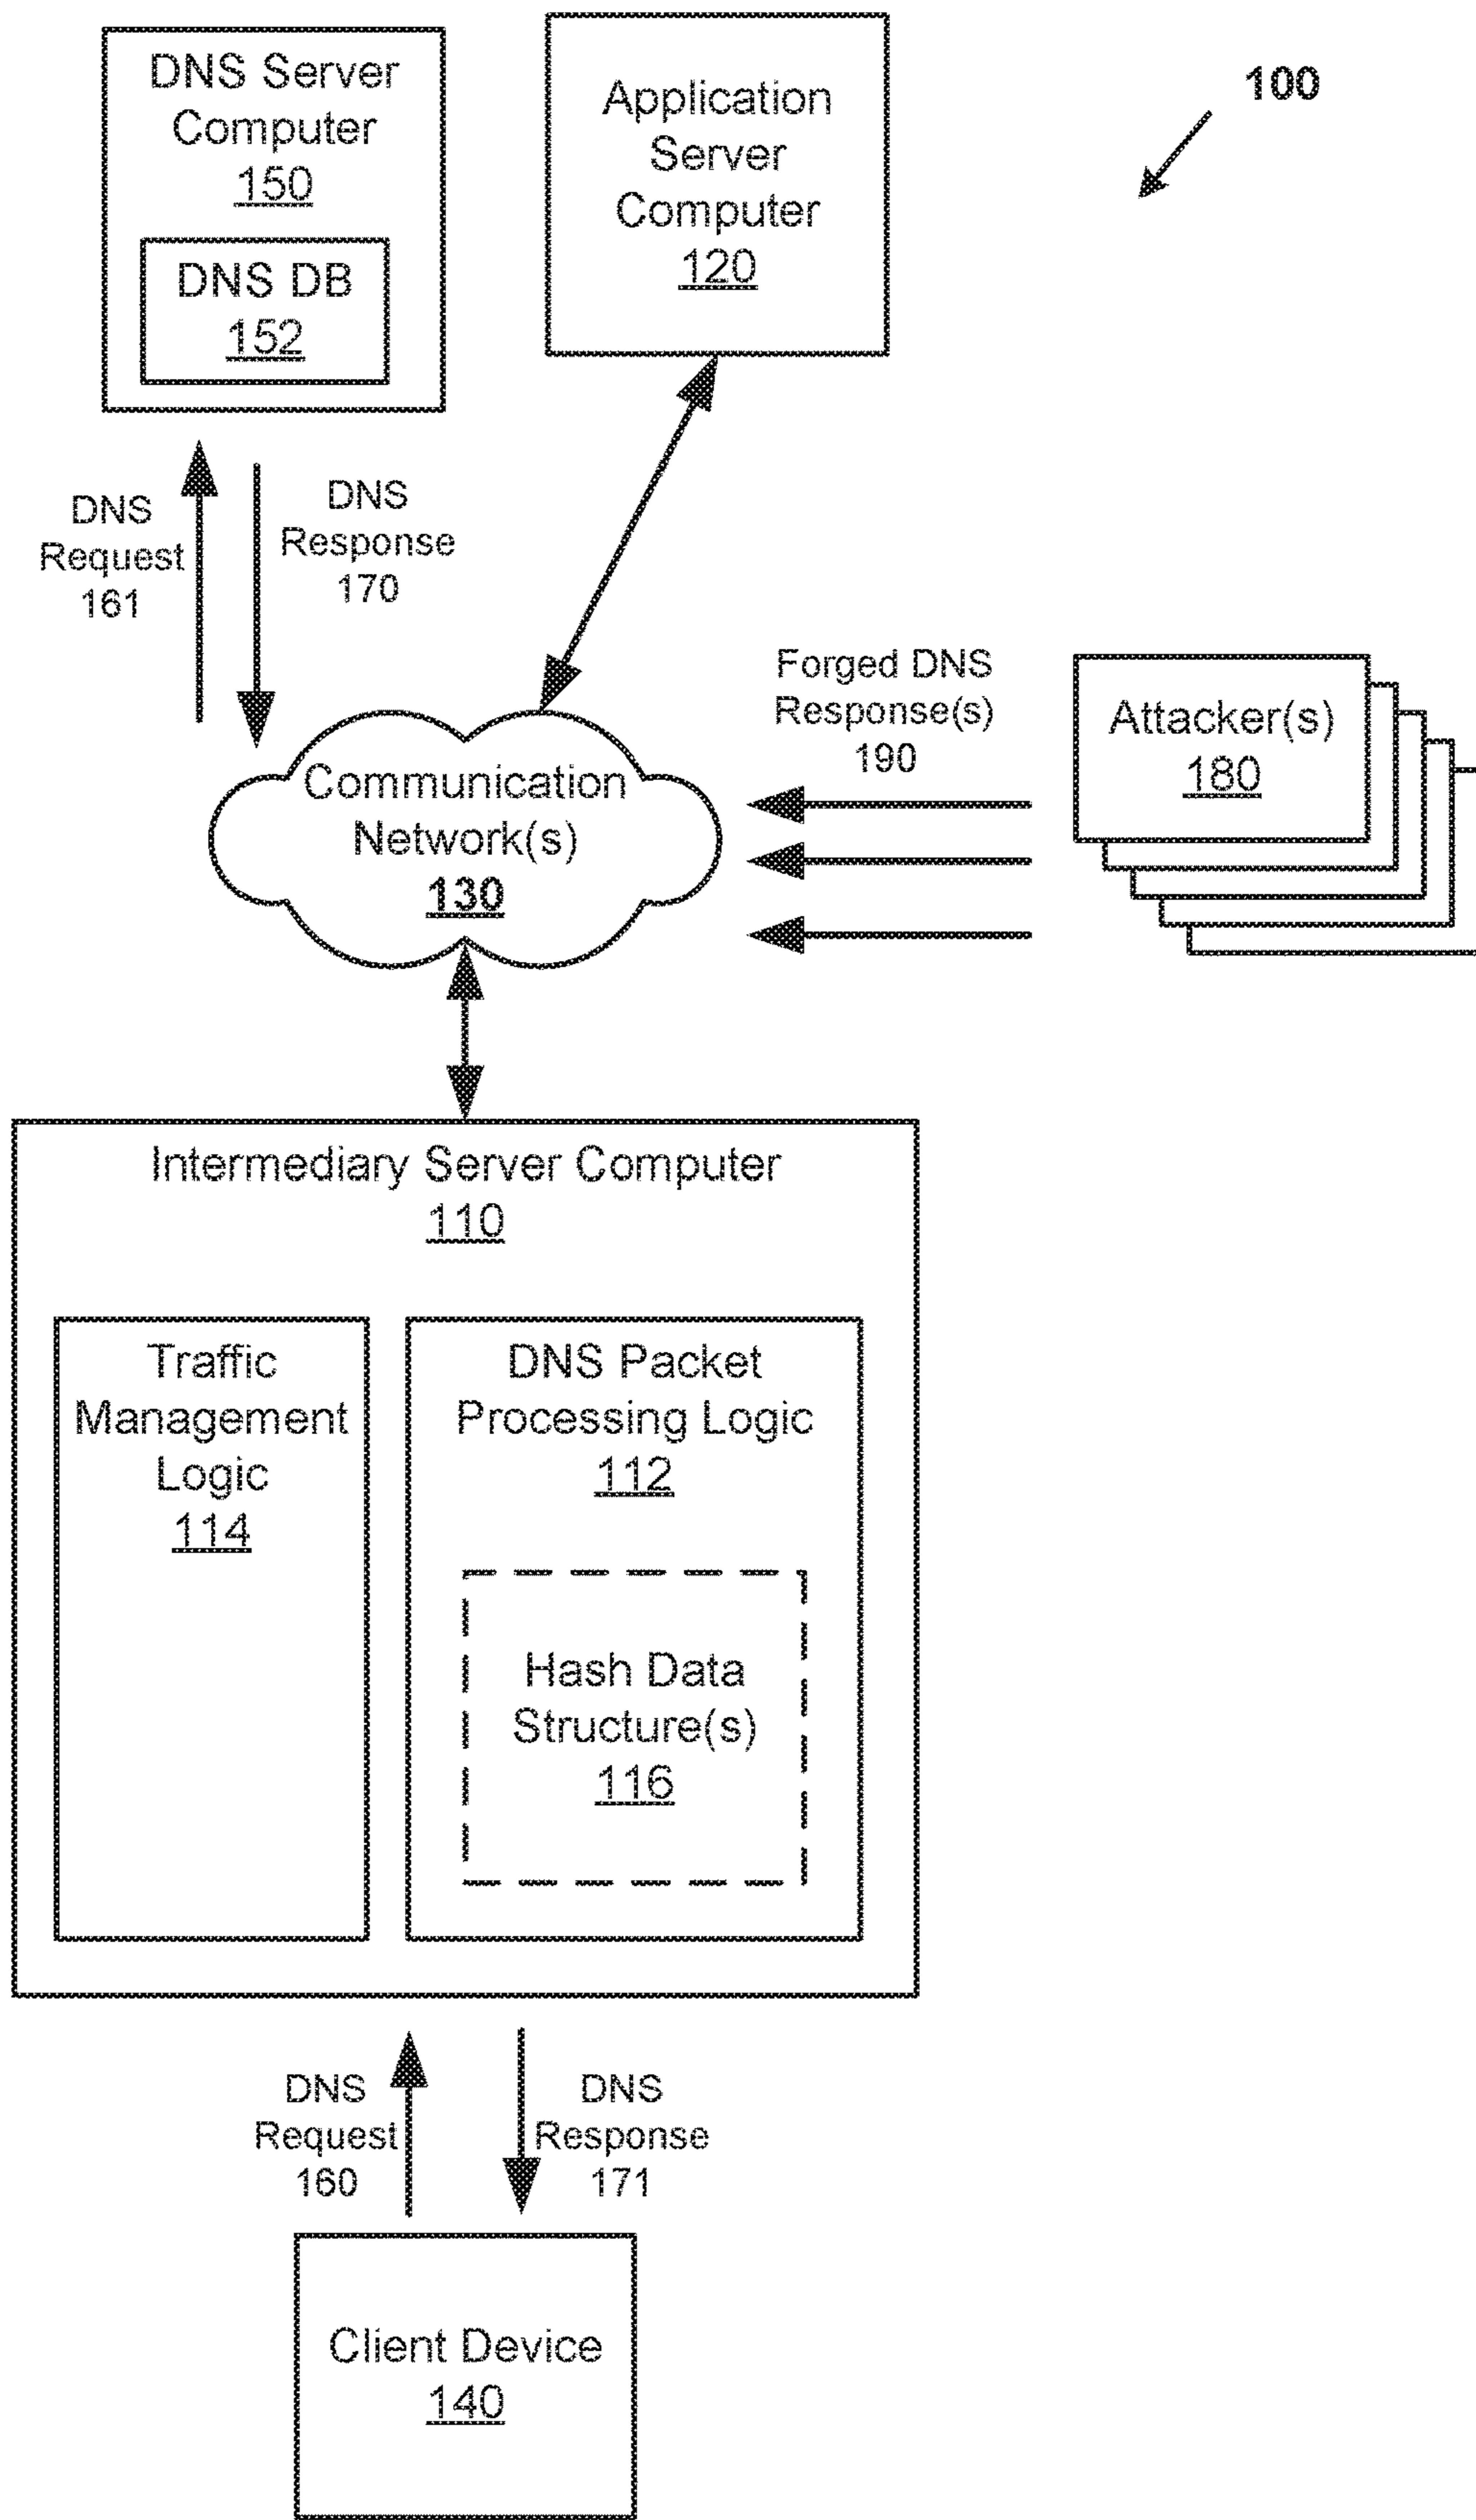 DNS Server
Computer
150
DNS DB
152
Application
Server
Computer
120
100
DNS
Request
161
DNS
Response
170
Forged DNS
Response(s)
190
Attacker(s)
180
Communication
Network(s)
130
Intermediary Server Computer
110
Traffic
Management
Logic
114
DNS Packet
Processing Logic
112
Hash Data
Structure(s)
116
DNS
Request
160
DNS
Response
171
Client Device
140